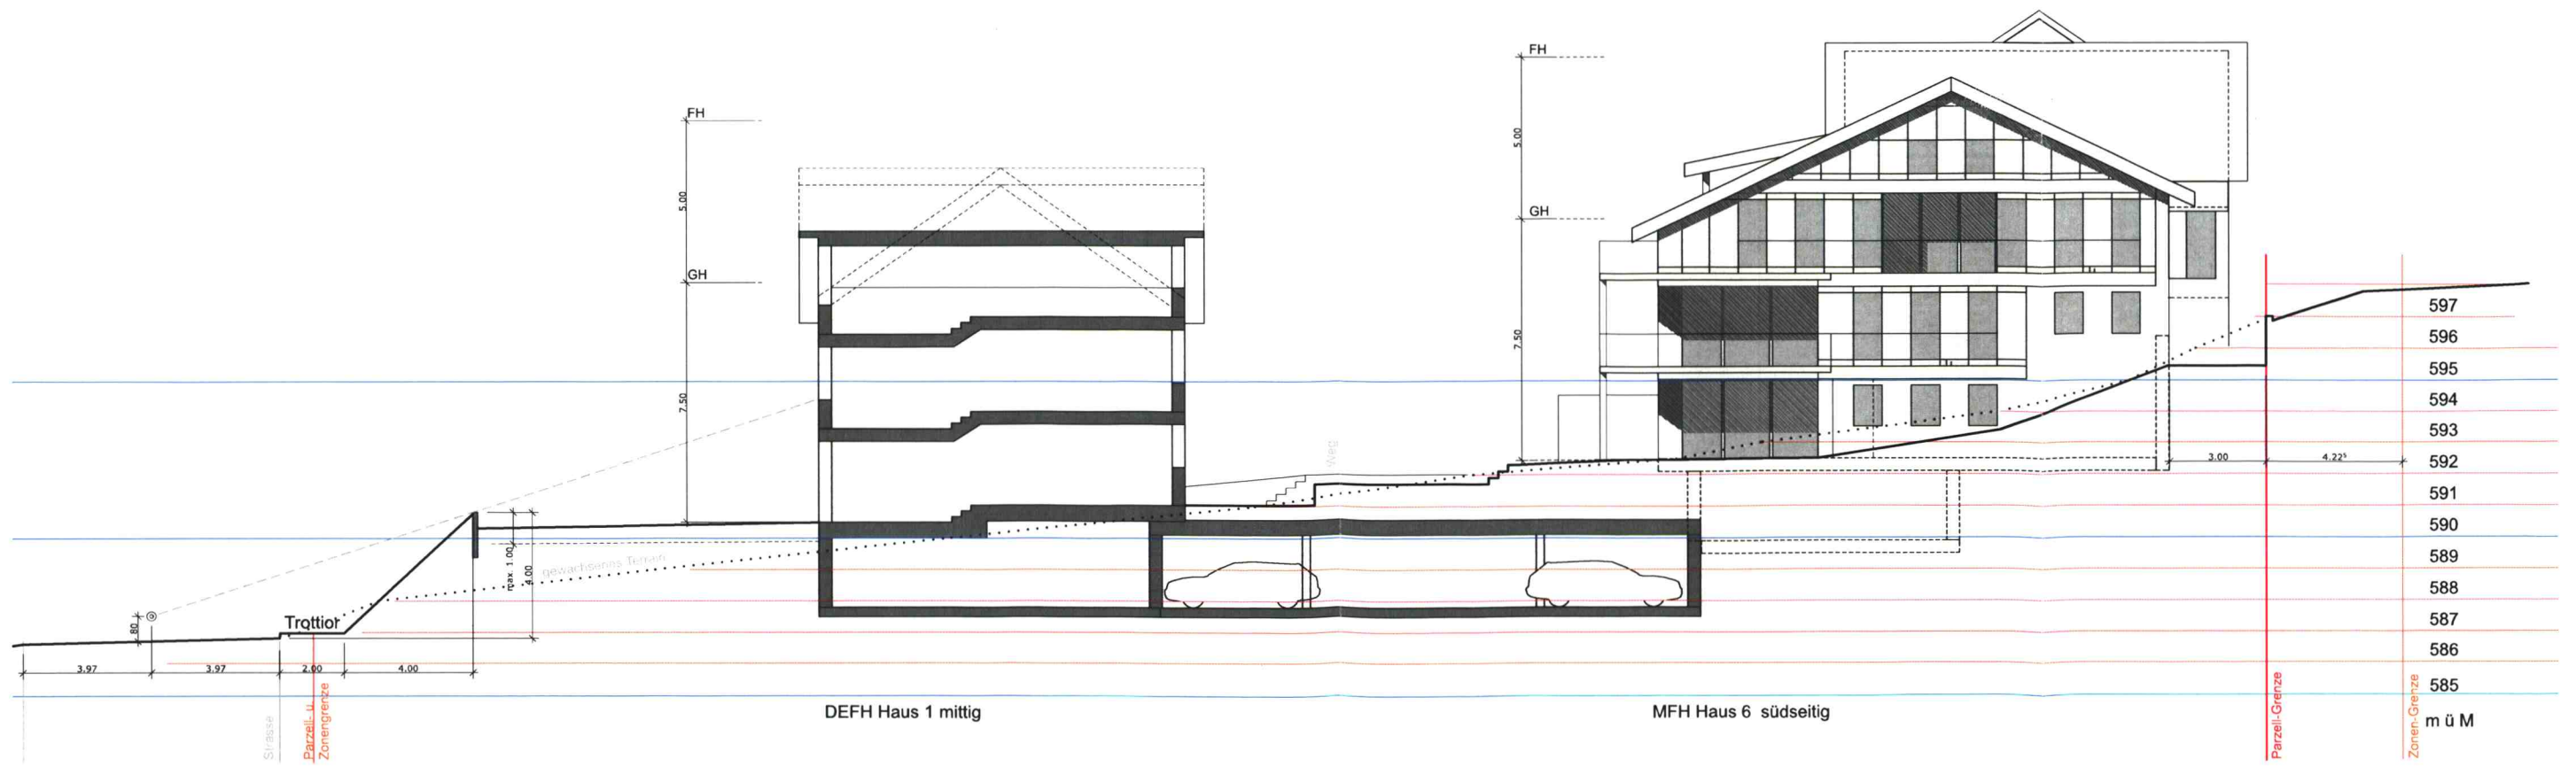 FH
5.00
GH
7.50
FH
5.00
GH
7.50
Weg
597
596
595
594
593
592
591
590
589
588
587
586
585
m ü M
3.00
4.22⁵
max. 1.00
4.00
gewachsenes Terrain
80
Trottior
3.97
3.97
2.00
4.00
Strasse
Parzell- u.
Zonengrenze
DEFH Haus 1 mittig
MFH Haus 6 südseitig
Parzell-Grenze
Zonen-Grenze